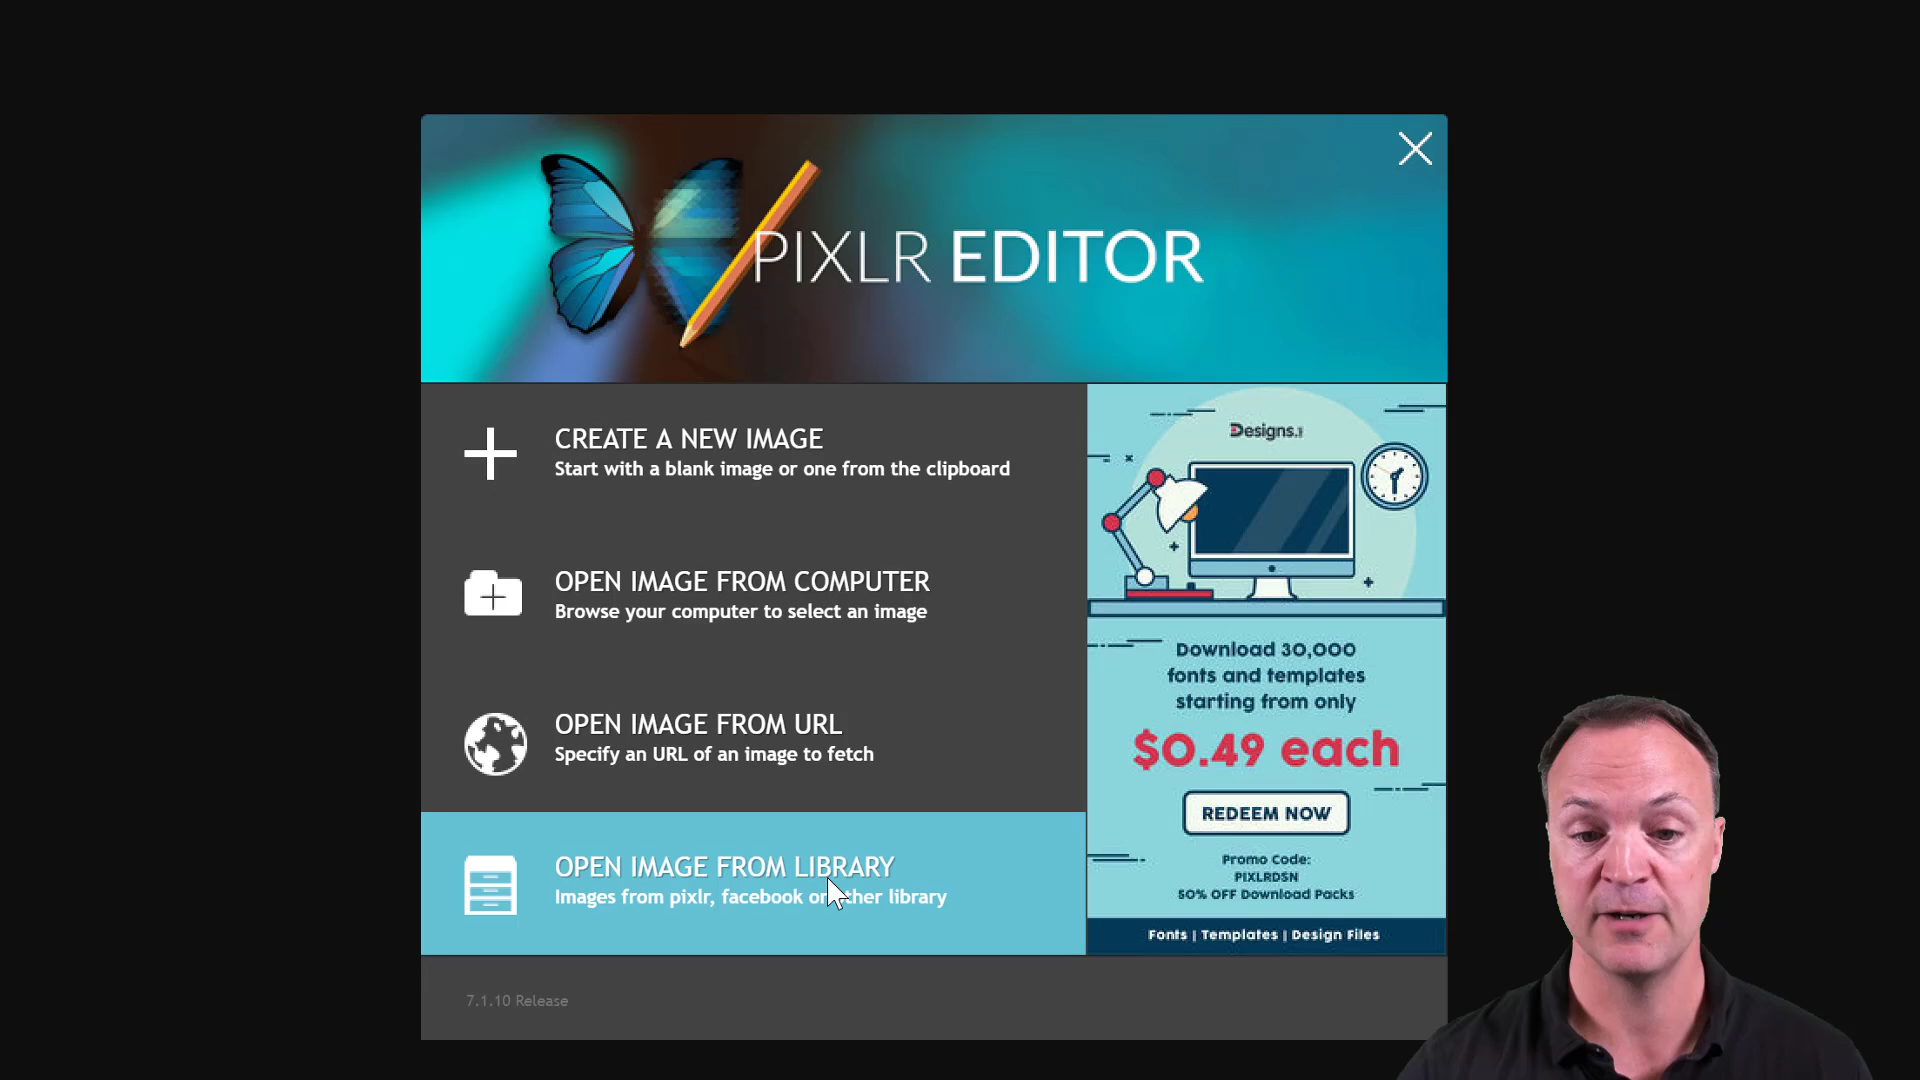 PIXLR EDITOR
CREATE A NEW IMAGE
Start with a blank image or one from the clipboard
OPEN IMAGE FROM COMPUTER
Browse your computer to select an image
OPEN IMAGE FROM URL
Specify an URL of an image to fetch
OPEN IMAGE FROM LIBRARY
Images from pixlr, facebook or other library
7.1.10 Release
Designs.
Download 30,000
fonts and templates
starting from only
$0.49 each
REDEEM NOW
Promo Code:
PIXLRDSN
50% OFF Download Packs
Fonts | Templates | Design Files